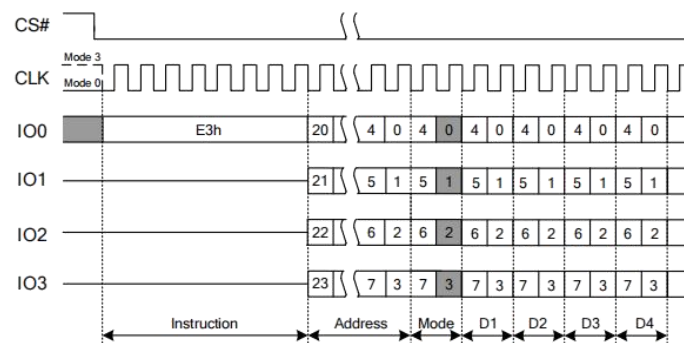 CS#
Mode 3
CLK
Mode 0
IO0 E3h 20 4 0 4 0 4 0 4 0 4 0 4 0
IO1 21 5 1 5 1 5 1 5 1 5 1 5 1
IO2 22 6 2 6 2 6 2 6 2 6 2 6 2
IO3 23 7 3 7 3 7 3 7 3 7 3 7 3
Instruction Address Mode D1 D2 D3 D4